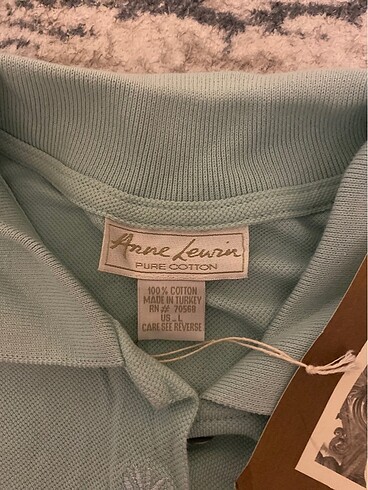 Anne Lewin
PURE COTTON
100% COTTON
MADE IN TURKEY
RN # 70568
US - L
CARE SEE REVERSE